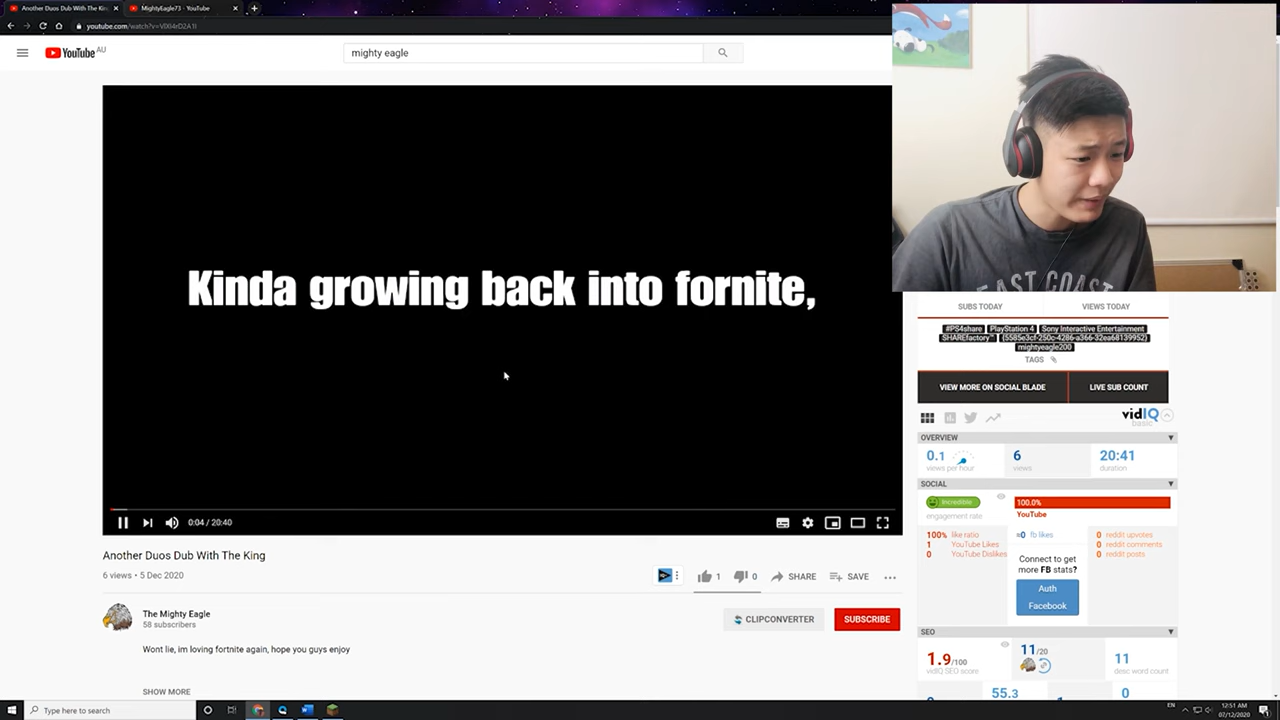 Another Duos Dub With The Kin
MightyEagle73 - YouTube
youtube.com/watch?v=
YouTube AU
mighty eagle
EAST COAST
Kinda growing back into fornite,
SUBS TODAY
VIEWS TODAY
#PS4share PlayStation 4 Sony Interactive Entertainment
SHAREfactory™ (5585e3cf-250c-4286-a366-32ea68139952)
mightyeagle200
TAGS
VIEW MORE ON SOCIAL BLADE
LIVE SUB COUNT
vidIQ
basic
OVERVIEW
0.1
views per hour
6
views
20:41
duration
SOCIAL
Incredible
engagement rate
100.0%
YouTube
0:04 / 20:40
100% like ratio
1 YouTube Likes
0 YouTube Dislikes
≈0 fb likes
Connect to get
more FB stats?
Auth
Facebook
0 reddit upvotes
0 reddit comments
0 reddit posts
Another Duos Dub With The King
6 views • 5 Dec 2020
1
0
SHARE
SAVE
The Mighty Eagle
58 subscribers
CLIPCONVERTER
SUBSCRIBE
Wont lie, im loving fortnite again, hope you guys enjoy
SHOW MORE
SEO
1.9/100
vidIQ SEO score
11/20
11
desc word count
55.3
0
Type here to search
EN
12:51 AM
07/12/2020